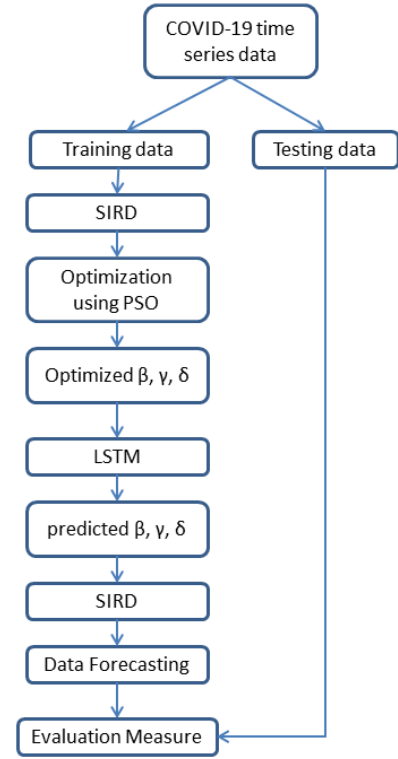 COVID-19 time
series data
Training data
Testing data
SIRD
Optimization
using PSO
Optimized β, γ, δ
LSTM
predicted β, γ, δ
SIRD
Data Forecasting
Evaluation Measure